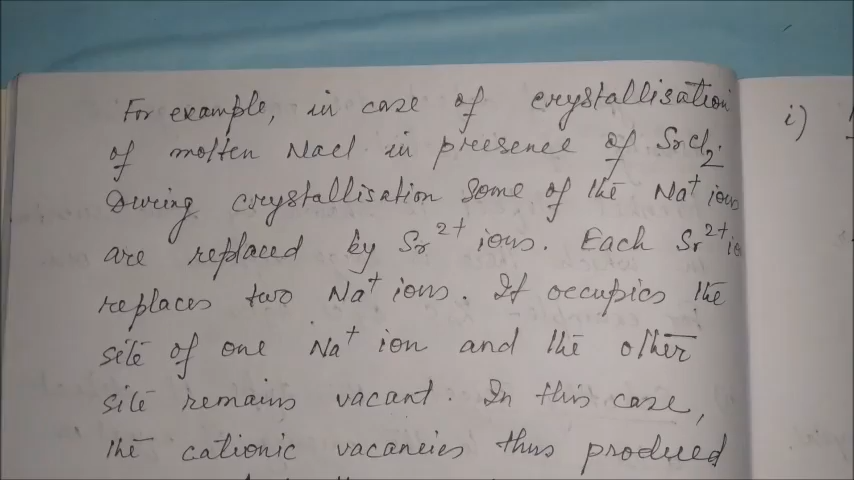 For example, in case of crystallisation
of molten NaCl in presence of SrCl2.
During crystallisation some of the Na+ ions
are replaced by Sr2+ ions. Each Sr2+
replaces two Na+ ions. It occupies the
site of one Na+ ion and the other
site remains vacant. In this case,
the cationic vacancies thus produced
i)